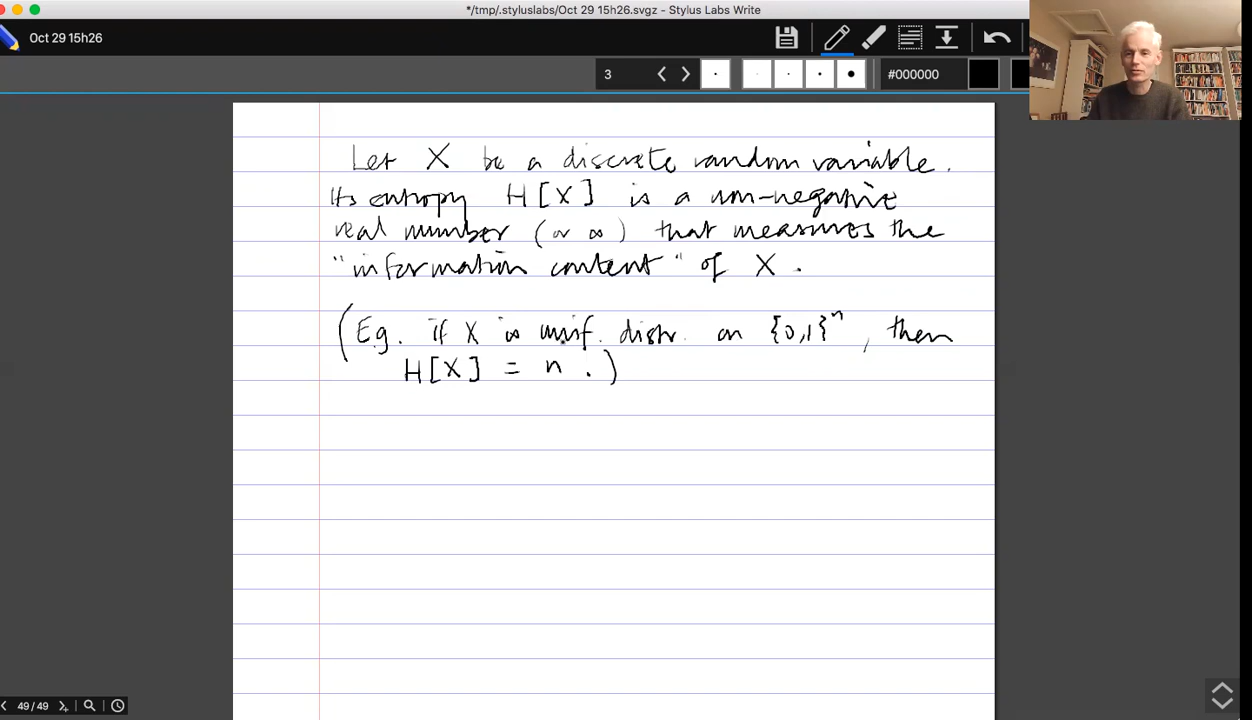 */tmp/.styluslabs/Oct 29 15h26.svgz - Stylus Labs Write
Oct 29 15h26
3
#000000
Let X be a discrete random variable.
Its entropy H[X] is a non-negative
real number (or ∞) that measures the
"information content" of X.
(Eg. if X is unif. distr. on {0,1}ⁿ, then
H[X] = n.)
49/49